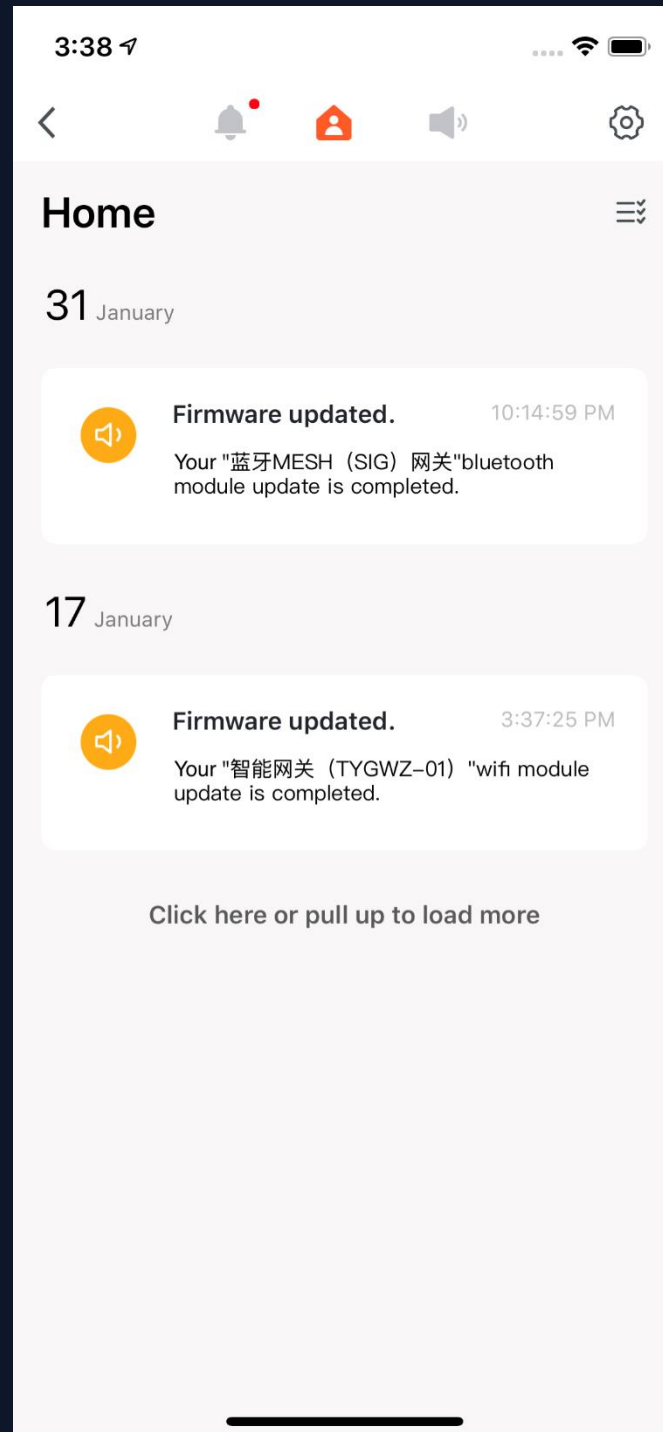 3:38
Home
31 January
Firmware updated. 10:14:59 PM
Your "蓝牙MESH（SIG）网关"bluetooth
module update is completed.
17 January
Firmware updated. 3:37:25 PM
Your "智能网关（TYGWZ-01）"wifi module
update is completed.
Click here or pull up to load more